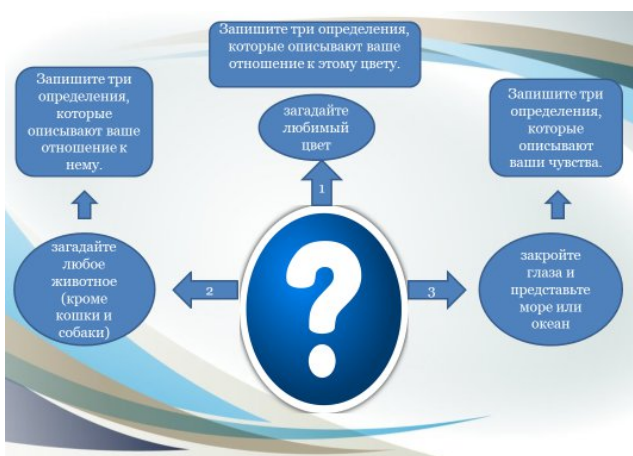 Запишите три определения,
которые описывают ваше
отношение к этому цвету.
загадайте
любимый
цвет
1
Запишите три
определения,
которые
описывают ваше
отношение к
нему.
загадайте
любое
животное
(кроме
кошки и
собаки)
2
?
3
Запишите три
определения,
которые
описывают
ваши чувства.
закройте
глаза и
представьте
море или
океан